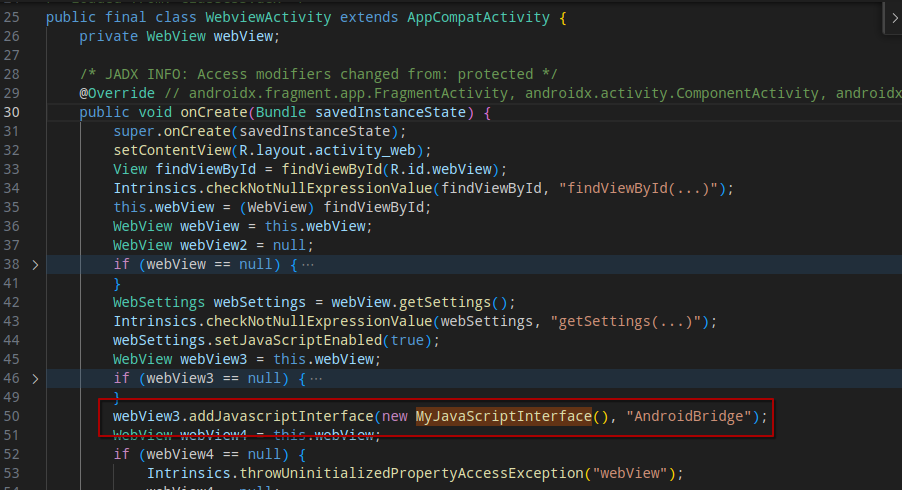 25 public final class WebviewActivity extends AppCompatActivity {
26 private WebView webView;
27
28 /* JADX INFO: Access modifiers changed from: protected */
29 @Override // androidx.fragment.app.FragmentActivity, androidx.activity.ComponentActivity, androidx
30 public void onCreate(Bundle savedInstanceState) {
31 super.onCreate(savedInstanceState);
32 setContentView(R.layout.activity_web);
33 View findViewById = findViewById(R.id.webView);
34 Intrinsics.checkNotNullExpressionValue(findViewById, "findViewById(...)");
35 this.webView = (WebView) findViewById;
36 WebView webView = this.webView;
37 WebView webView2 = null;
38 if (webView == null) { ⋯
41 }
42 WebSettings webSettings = webView.getSettings();
43 Intrinsics.checkNotNullExpressionValue(webSettings, "getSettings(...)");
44 webSettings.setJavaScriptEnabled(true);
45 WebView webView3 = this.webView;
46 if (webView3 == null) { ⋯
49 }
50 webView3.addJavascriptInterface(new MyJavaScriptInterface(), "AndroidBridge");
51 WebView webView4 = this.webView;
52 if (webView4 == null) {
53 Intrinsics.throwUninitializedPropertyAccessException("webView");
54 webView4 = null;